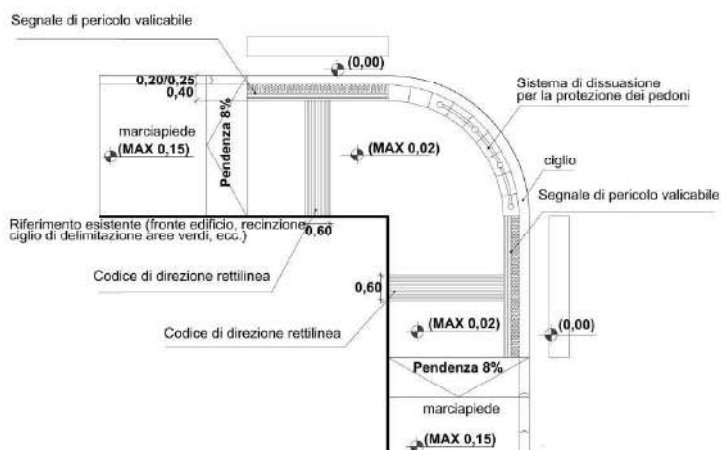 Segnale di pericolo valicabile
(0,00)
0,20/0,25
0,40
Sistema di dissuasione
per la protezione dei pedoni
marciapiede
(MAX 0,15)
Pendenza 8%
(MAX 0,02)
ciglio
Segnale di pericolo valicabile
Riferimento esistente (fronte edificio, recinzione
ciglio di delimitazione aree verdi, ecc.)
0,60
Codice di direzione rettilinea
0,60
Codice di direzione rettilinea
(MAX 0,02)
(0,00)
Pendenza 8%
marciapiede
(MAX 0,15)